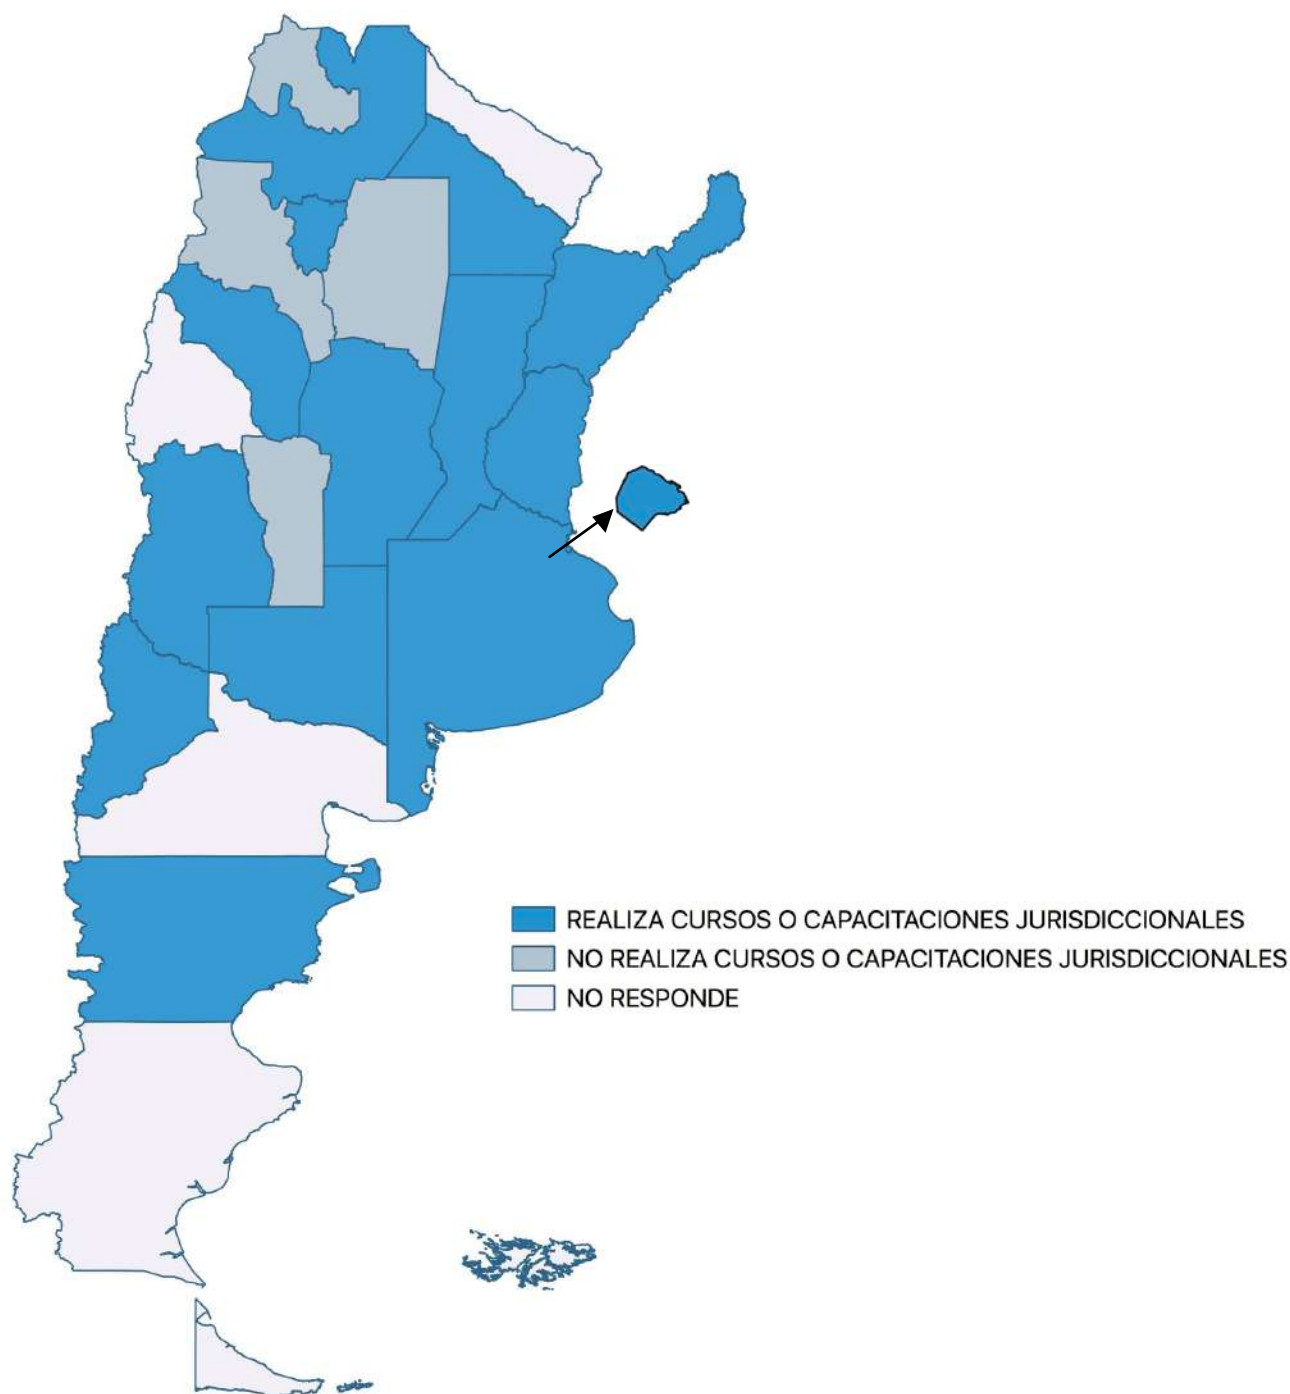 REALIZA CURSOS O CAPACITACIONES JURISDICCIONALES
NO REALIZA CURSOS O CAPACITACIONES JURISDICCIONALES
NO RESPONDE